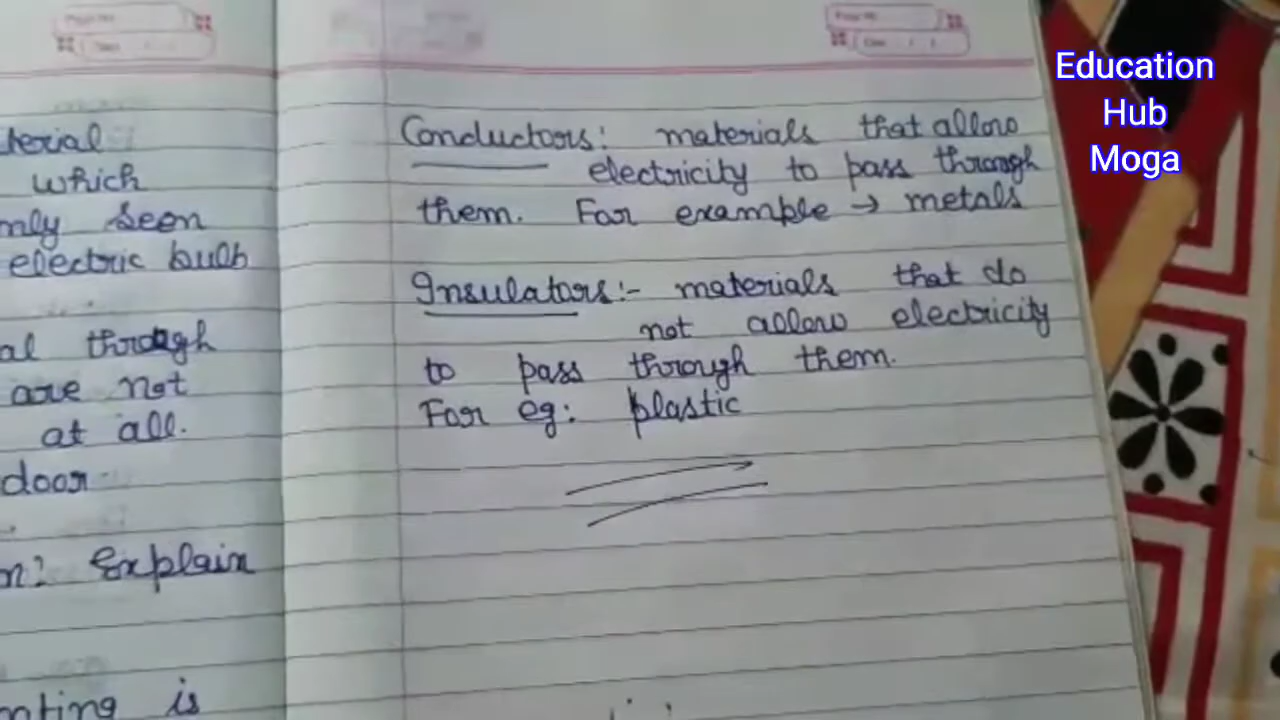 terial
which
nly seen
electric bulb
al through
are not
at all.
door
n: Explain
nting is
Conductors: materials that allow
electricity to pass through
them. For example → metals
Insulators:- materials that do
not allow electricity
to pass through them.
For eg: plastic
Education
Hub
Moga